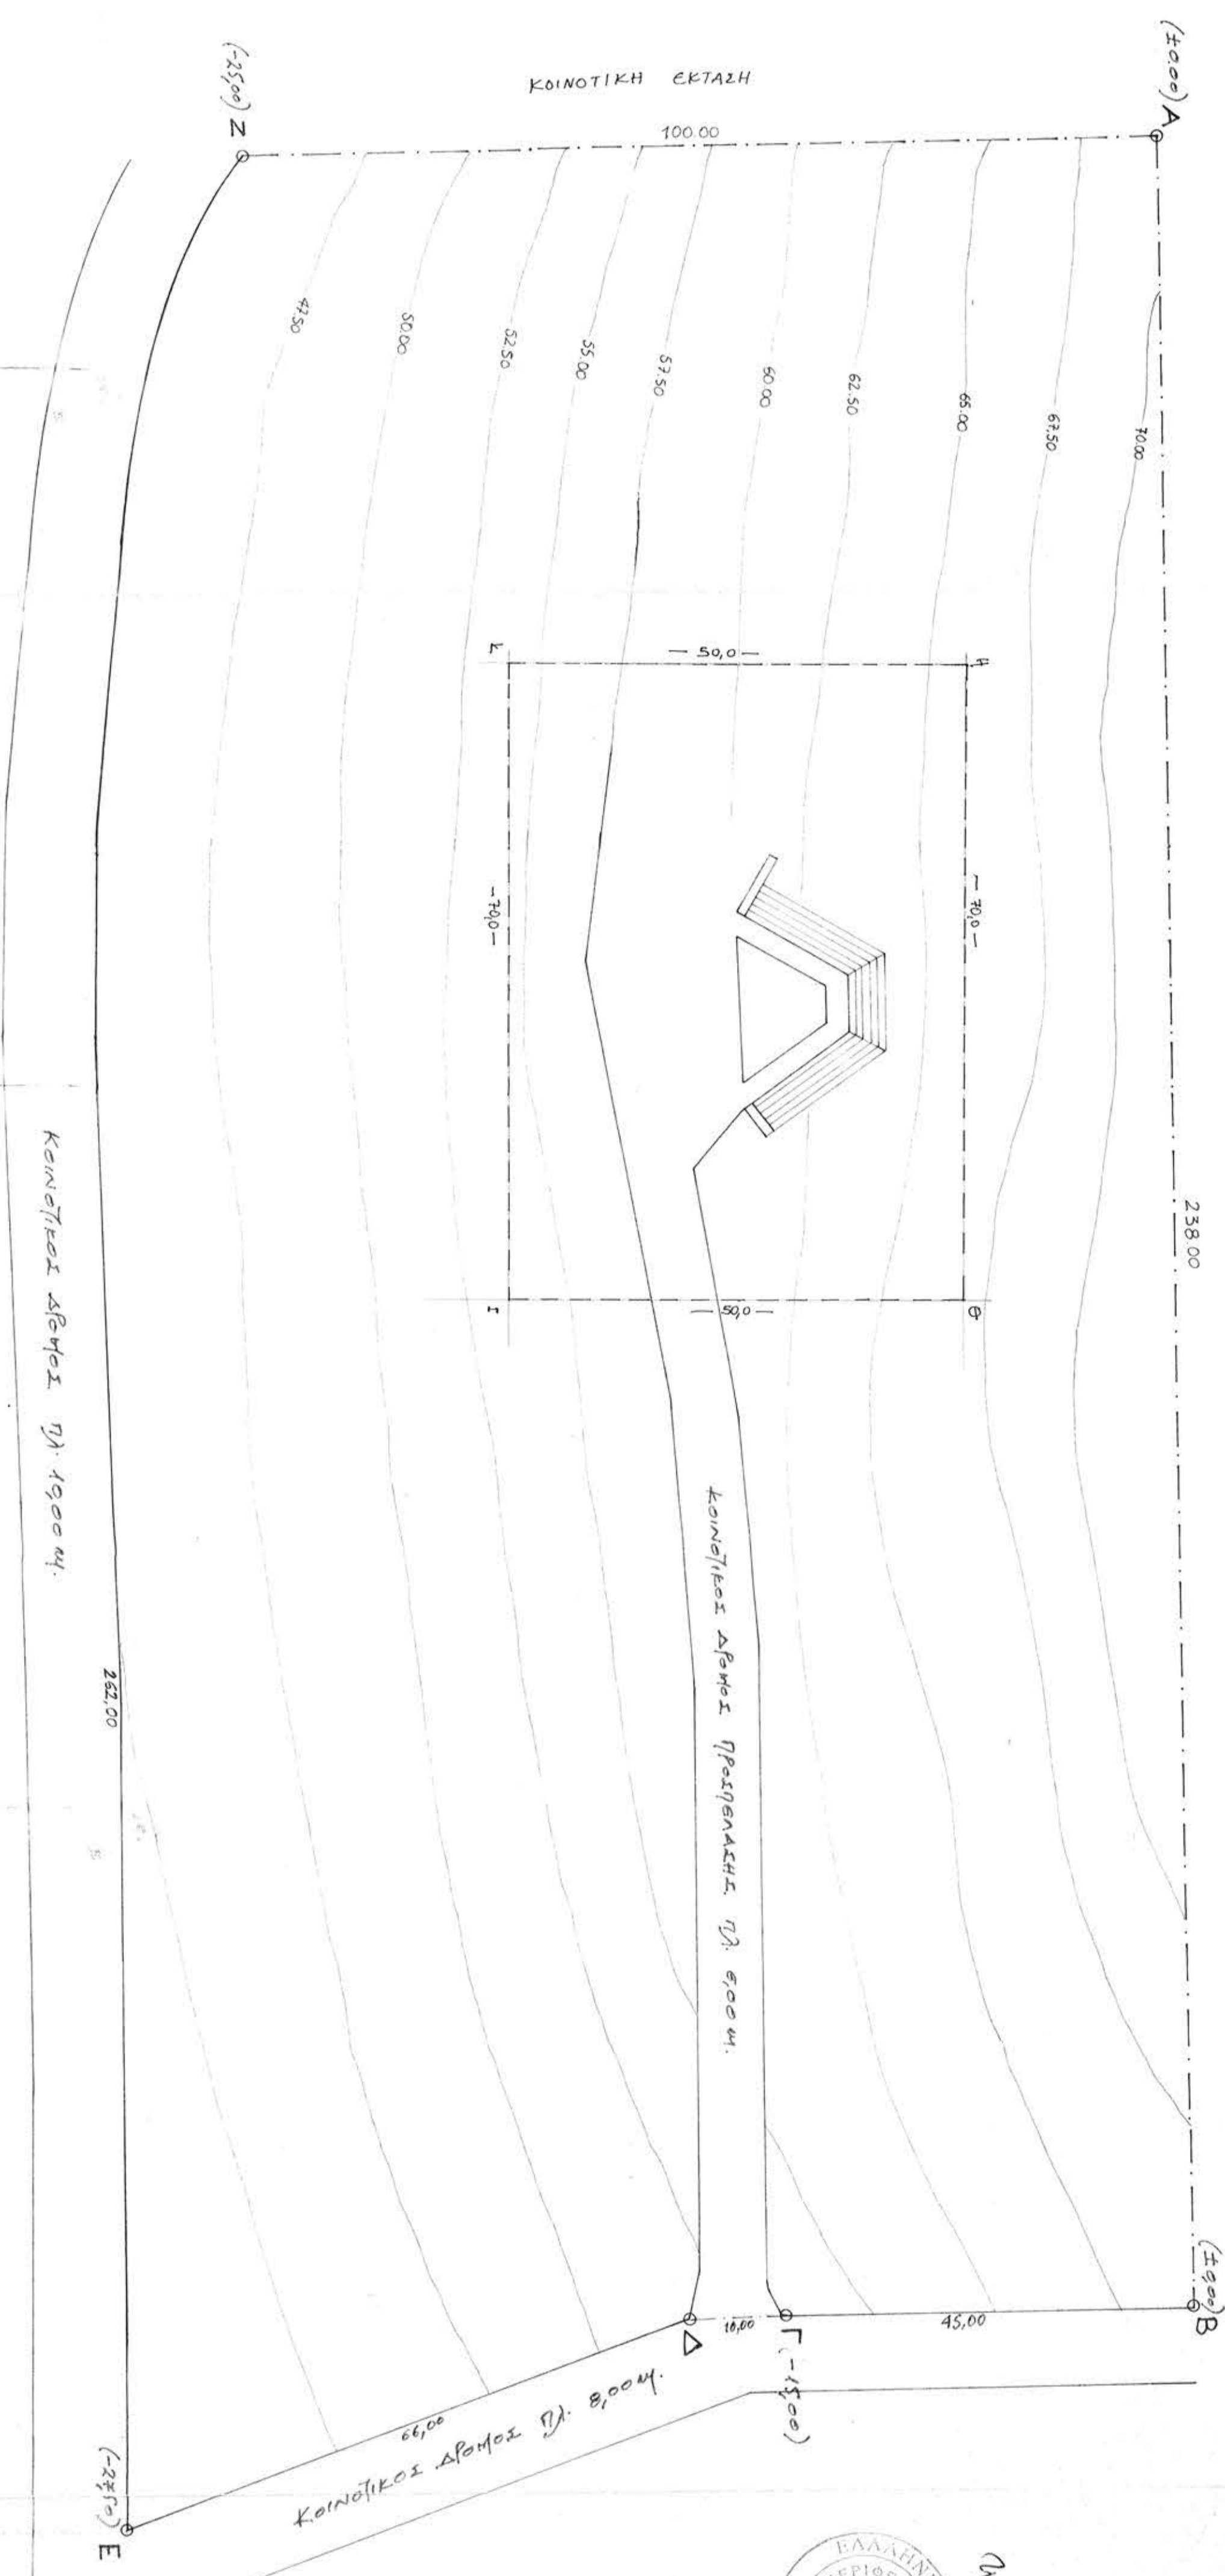 (±0.00) Α
100.00
ΚΟΙΝΟΤΙΚΗ ΕΚΤΑΣΗ
(-25,00) Ζ
238.00
(±0,00) Β
70.00
67.50
65.00
62.50
60.00
57.50
55.00
52.50
50.00
47.50
Η
— 50,0 —
Κ
— 70,0 —
— 70,0 —
Θ
— 50,0 —
Ι
ΚΟΙΝΟΤΙΚΟΣ ΔΡΟΜΟΣ ΠΡΟΣΠΕΛΑΣΗΣ ΠΛ. 6,00 μ.
45,00
Γ (-15,00)
10,00
Δ
66,00
ΚΟΙΝΟΤΙΚΟΣ ΔΡΟΜΟΣ ΠΛ. 8,00 μ.
262,00
(-27,50) Ε
ΚΟΙΝΟΤΙΚΟΣ ΔΡΟΜΟΣ ΠΛ. 10,00 μ.
ΕΛΛΗΝ